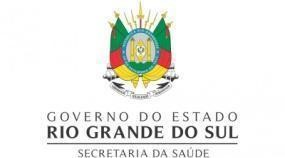 GOVERNO DO ESTADO
RIO GRANDE DO SUL
SECRETARIA DA SAÚDE